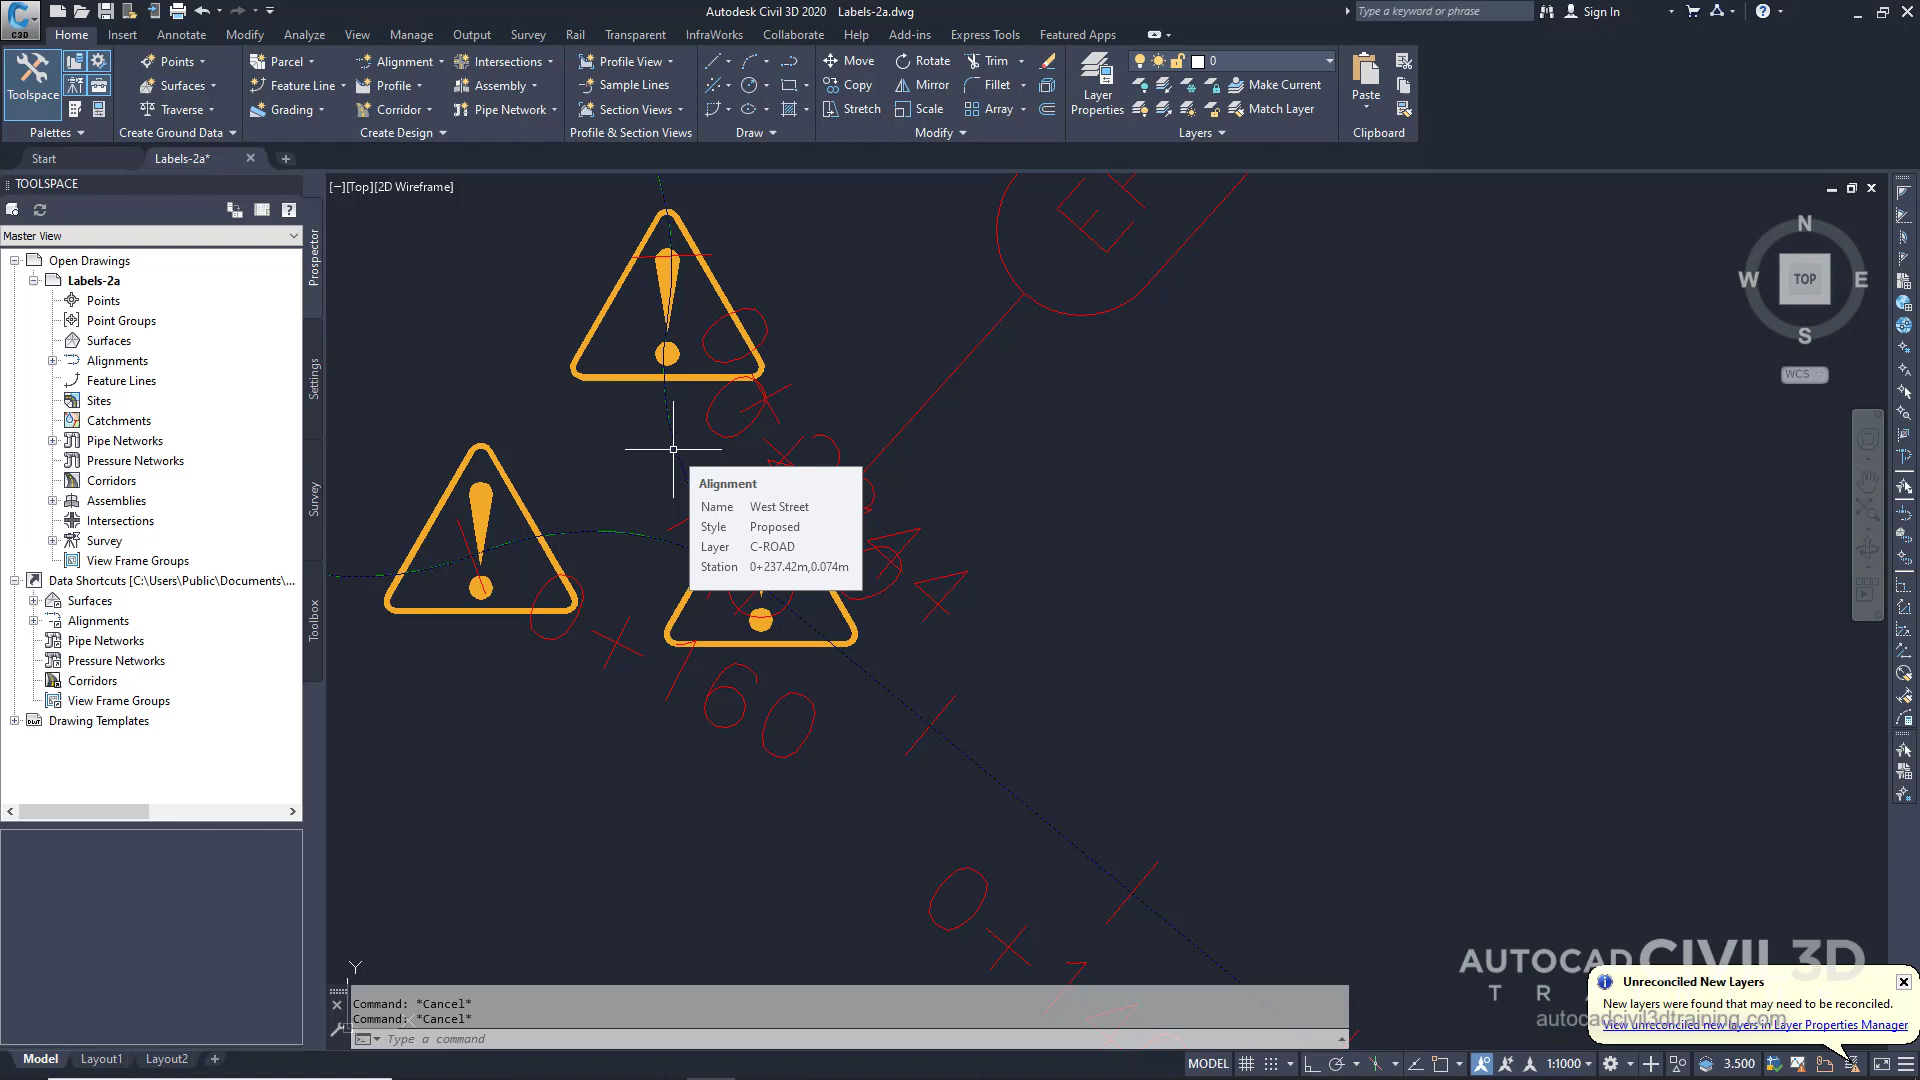 Autodesk Civil 3D 2020 Labels-2a.dwg
Type a keyword or phrase
Sign In
C3D
Home Insert Annotate Modify Analyze View Manage Output Survey Rail Transparent InfraWorks Collaborate Help Add-ins Express Tools Featured Apps
Toolspace
Points
Surfaces
Traverse
Parcel
Feature Line
Grading
Alignment
Profile
Corridor
Intersections
Assembly
Pipe Network
Profile View
Sample Lines
Section Views
Move
Copy
Stretch
Rotate
Mirror
Scale
Trim
Fillet
Array
Layer
Properties
0
Make Current
Match Layer
Paste
Palettes Create Ground Data Create Design Profile & Section Views Draw Modify Layers Clipboard
Start
Labels-2a*
TOOLSPACE
Master View
Open Drawings
Labels-2a
Points
Point Groups
Surfaces
Alignments
Feature Lines
Sites
Catchments
Pipe Networks
Pressure Networks
Corridors
Assemblies
Intersections
Survey
View Frame Groups
Data Shortcuts [C:\Users\Public\Documents\...
Surfaces
Alignments
Pipe Networks
Pressure Networks
Corridors
View Frame Groups
Drawing Templates
Prospector
Settings
Survey
Toolbox
[−][Top][2D Wireframe]
N
W
TOP
E
S
WCS
E
Alignment
Name West Street
Style Proposed
Layer C-ROAD
Station 0+237.42m,0.074m
0+160
Y
X
Command: *Cancel*
Command: *Cancel*
Type a command
AUTOCAD CIVIL 3D
autocadcivil3dtraining.com
Unreconciled New Layers
New layers were found that may need to be reconciled.
View unreconciled new layers in Layer Properties Manager
Model Layout1 Layout2
MODEL
1:1000
3.500